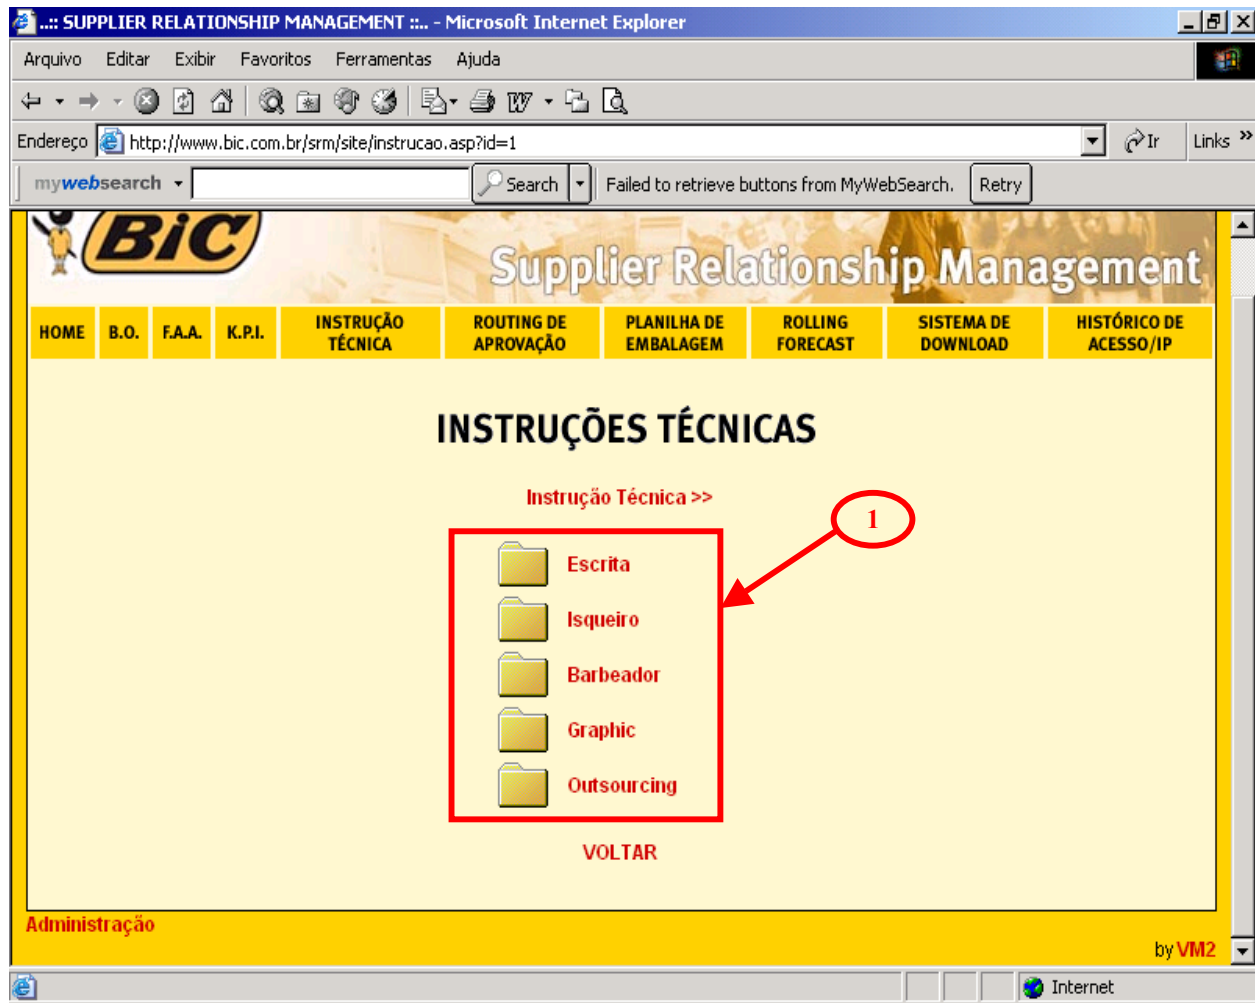 ..:: SUPPLIER RELATIONSHIP MANAGEMENT ::.. - Microsoft Internet Explorer
Arquivo Editar Exibir Favoritos Ferramentas Ajuda
Endereço http://www.bic.com.br/srm/site/instrucao.asp?id=1 Ir Links »
mywebsearch Search Failed to retrieve buttons from MyWebSearch. Retry
BiC
Supplier Relationship Management
HOME B.O. F.A.A. K.P.I. INSTRUÇÃO TÉCNICA ROUTING DE APROVAÇÃO PLANILHA DE EMBALAGEM ROLLING FORECAST SISTEMA DE DOWNLOAD HISTÓRICO DE ACESSO/IP
INSTRUÇÕES TÉCNICAS
Instrução Técnica >>
1
Escrita
Isqueiro
Barbeador
Graphic
Outsourcing
VOLTAR
Administração
by VM2
Internet